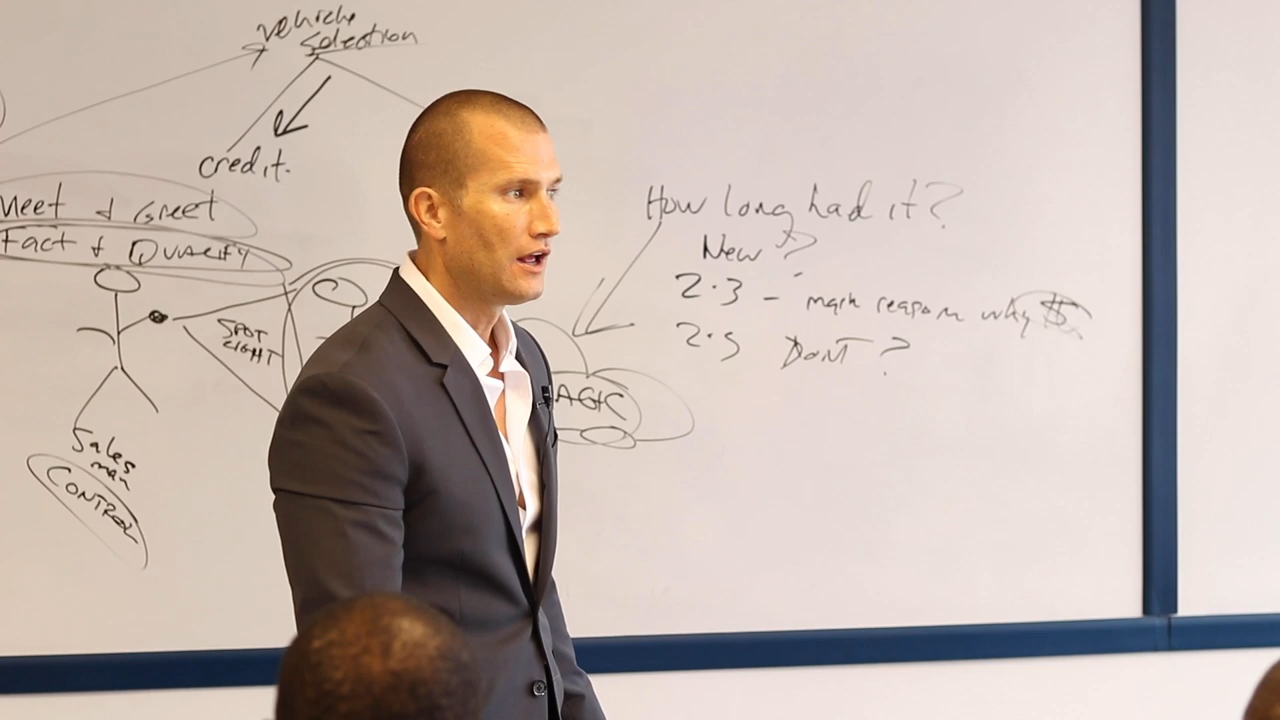 vehicle
Selection
credit.
Meet & Greet
Fact & QUALIFY
SPOT
LIGHT
Sales
man
CONTROL
How long had it?
New?
2.3 - reason why $
2.5 DONT?
AGIC